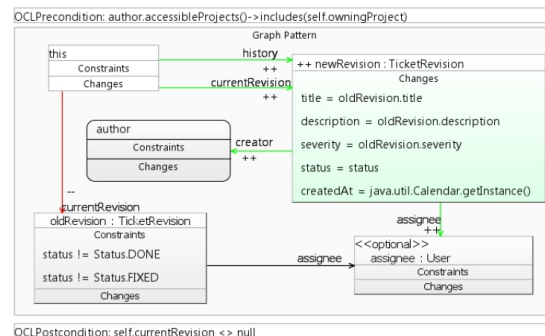 OCLPrecondition: author.accessibleProjects()->includes(self.owningProject)
Graph Pattern
this
Constraints
Changes
history
++
currentRevision
++
++ newRevision : TicketRevision
Changes
title = oldRevision.title
description = oldRevision.description
severity = oldRevision.severity
status = status
createdAt = java.util.Calendar.getInstance()
author
Constraints
Changes
creator
++
--
currentRevision
oldRevision : TicketRevision
Constraints
status != Status.DONE
status != Status.FIXED
Changes
assignee
assignee
++
<<optional>>
assignee : User
Constraints
Changes
OCLPostcondition: self.currentRevision <> null